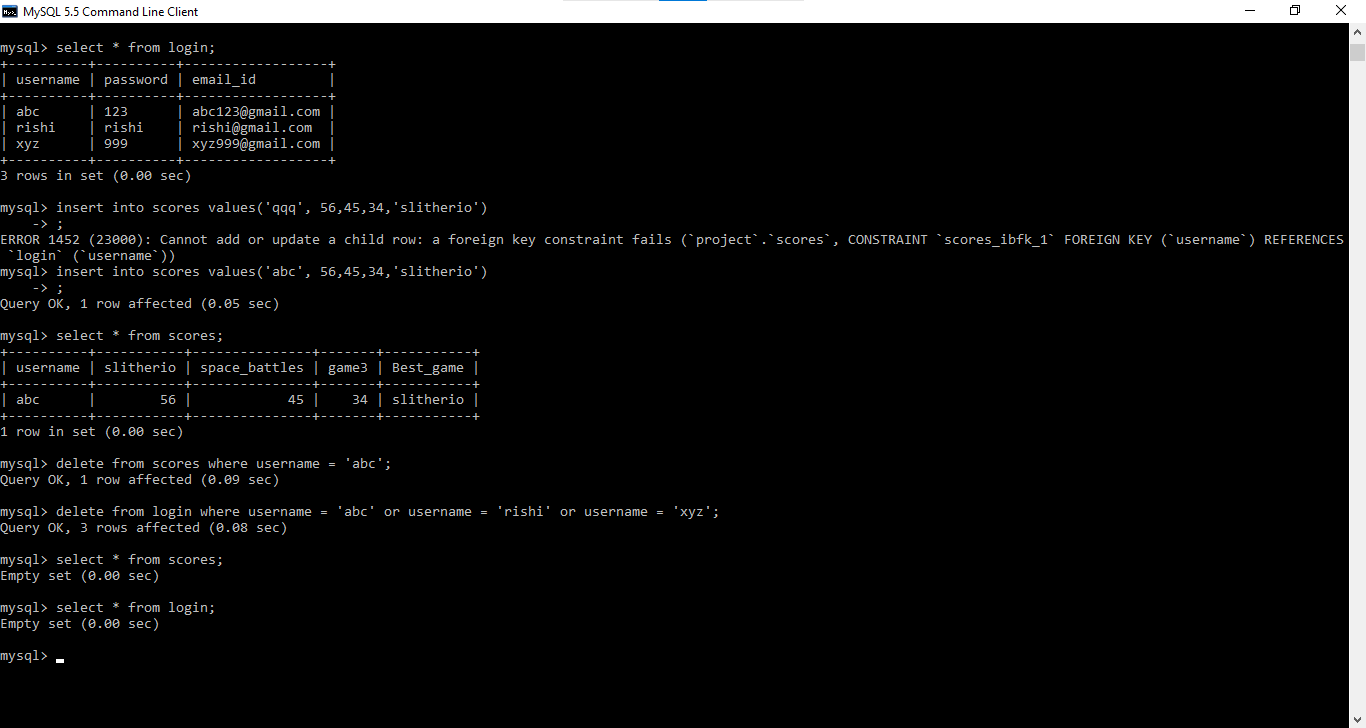 MySQL 5.5 Command Line Client
mysql> select * from login;
+----------+----------+------------------+
| username | password | email_id         |
+----------+----------+------------------+
| abc      | 123      | abc123@gmail.com |
| rishi    | rishi    | rishi@gmail.com  |
| xyz      | 999      | xyz999@gmail.com |
+----------+----------+------------------+
3 rows in set (0.00 sec)
mysql> insert into scores values('qqq', 56,45,34,'slitherio')
    -> ;
ERROR 1452 (23000): Cannot add or update a child row: a foreign key constraint fails (`project`.`scores`, CONSTRAINT `scores_ibfk_1` FOREIGN KEY (`username`) REFERENCES
 `login` (`username`))
mysql> insert into scores values('abc', 56,45,34,'slitherio')
    -> ;
Query OK, 1 row affected (0.05 sec)
mysql> select * from scores;
+----------+-----------+---------------+-------+-----------+
| username | slitherio | space_battles | game3 | Best_game |
+----------+-----------+---------------+-------+-----------+
| abc      |        56 |            45 |    34 | slitherio |
+----------+-----------+---------------+-------+-----------+
1 row in set (0.00 sec)
mysql> delete from scores where username = 'abc';
Query OK, 1 row affected (0.09 sec)
mysql> delete from login where username = 'abc' or username = 'rishi' or username = 'xyz';
Query OK, 3 rows affected (0.08 sec)
mysql> select * from scores;
Empty set (0.00 sec)
mysql> select * from login;
Empty set (0.00 sec)
mysql>